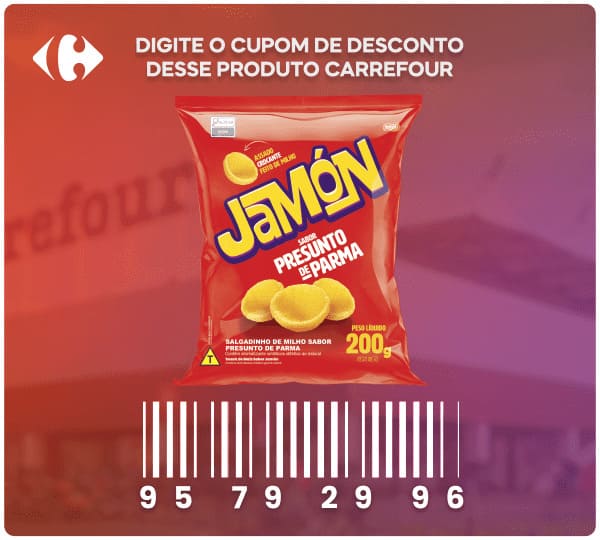 DIGITE O CUPOM DE DESCONTO
DESSE PRODUTO CARREFOUR
ASSADO
CROCANTE
FEITO DE MILHO
JAMÓN
SABOR
PRESUNTO
DE PARMA
PESO LÍQUIDO
200g
SALGADINHO DE MILHO SABOR
PRESUNTO DE PARMA
T
refour
95 79 29 96